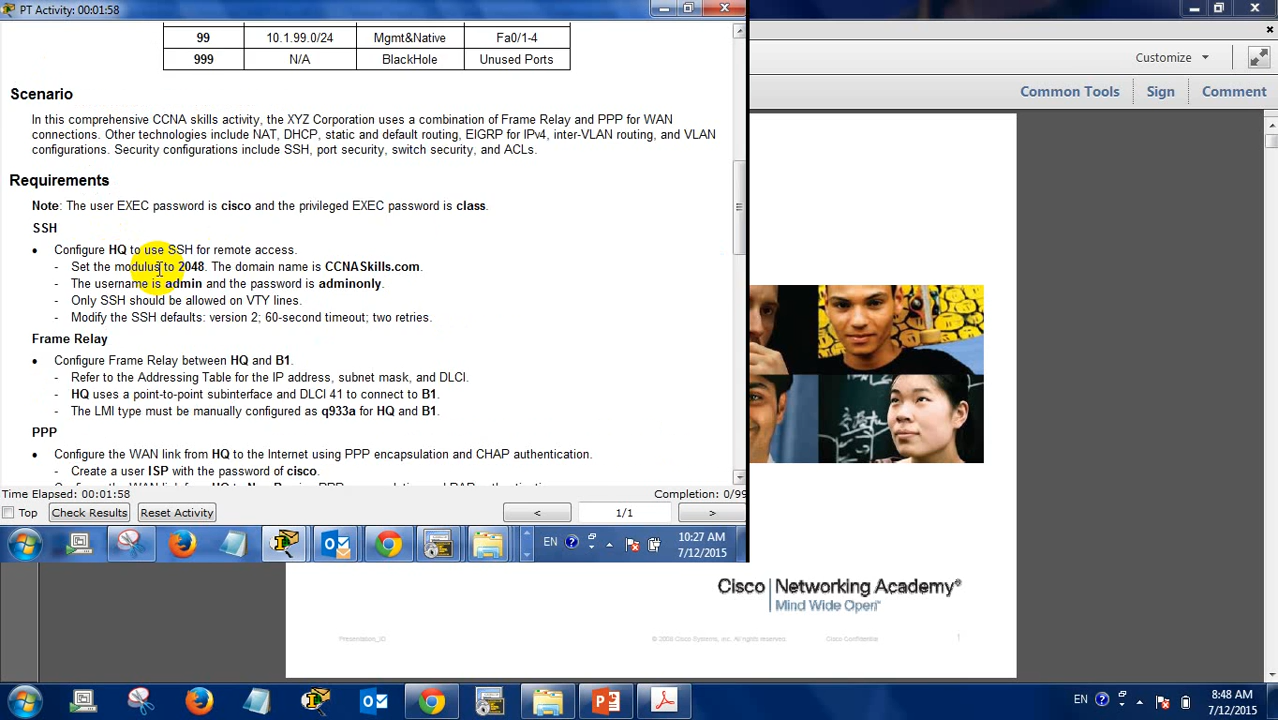 PT Activity: 00:01:58
99 10.1.99.0/24 Mgmt&Native Fa0/1-4
999 N/A BlackHole Unused Ports
Scenario
In this comprehensive CCNA skills activity, the XYZ Corporation uses a combination of Frame Relay and PPP for WAN
connections. Other technologies include NAT, DHCP, static and default routing, EIGRP for IPv4, inter-VLAN routing, and VLAN
configurations. Security configurations include SSH, port security, switch security, and ACLs.
Requirements
Note: The user EXEC password is cisco and the privileged EXEC password is class.
SSH
• Configure HQ to use SSH for remote access.
- Set the modulus to 2048. The domain name is CCNASkills.com.
- The username is admin and the password is adminonly.
- Only SSH should be allowed on VTY lines.
- Modify the SSH defaults: version 2; 60-second timeout; two retries.
Frame Relay
• Configure Frame Relay between HQ and B1.
- Refer to the Addressing Table for the IP address, subnet mask, and DLCI.
- HQ uses a point-to-point subinterface and DLCI 41 to connect to B1.
- The LMI type must be manually configured as q933a for HQ and B1.
PPP
• Configure the WAN link from HQ to the Internet using PPP encapsulation and CHAP authentication.
- Create a user ISP with the password of cisco.
Time Elapsed: 00:01:58 Completion: 0/99
Top Check Results Reset Activity < 1/1 >
EN 10:27 AM
7/12/2015
Customize
Common Tools Sign Comment
Cisco Networking Academy®
Mind Wide Open™
Presentation_ID © 2008 Cisco Systems, Inc. All rights reserved. Cisco Confidential 1
EN 8:48 AM
7/12/2015